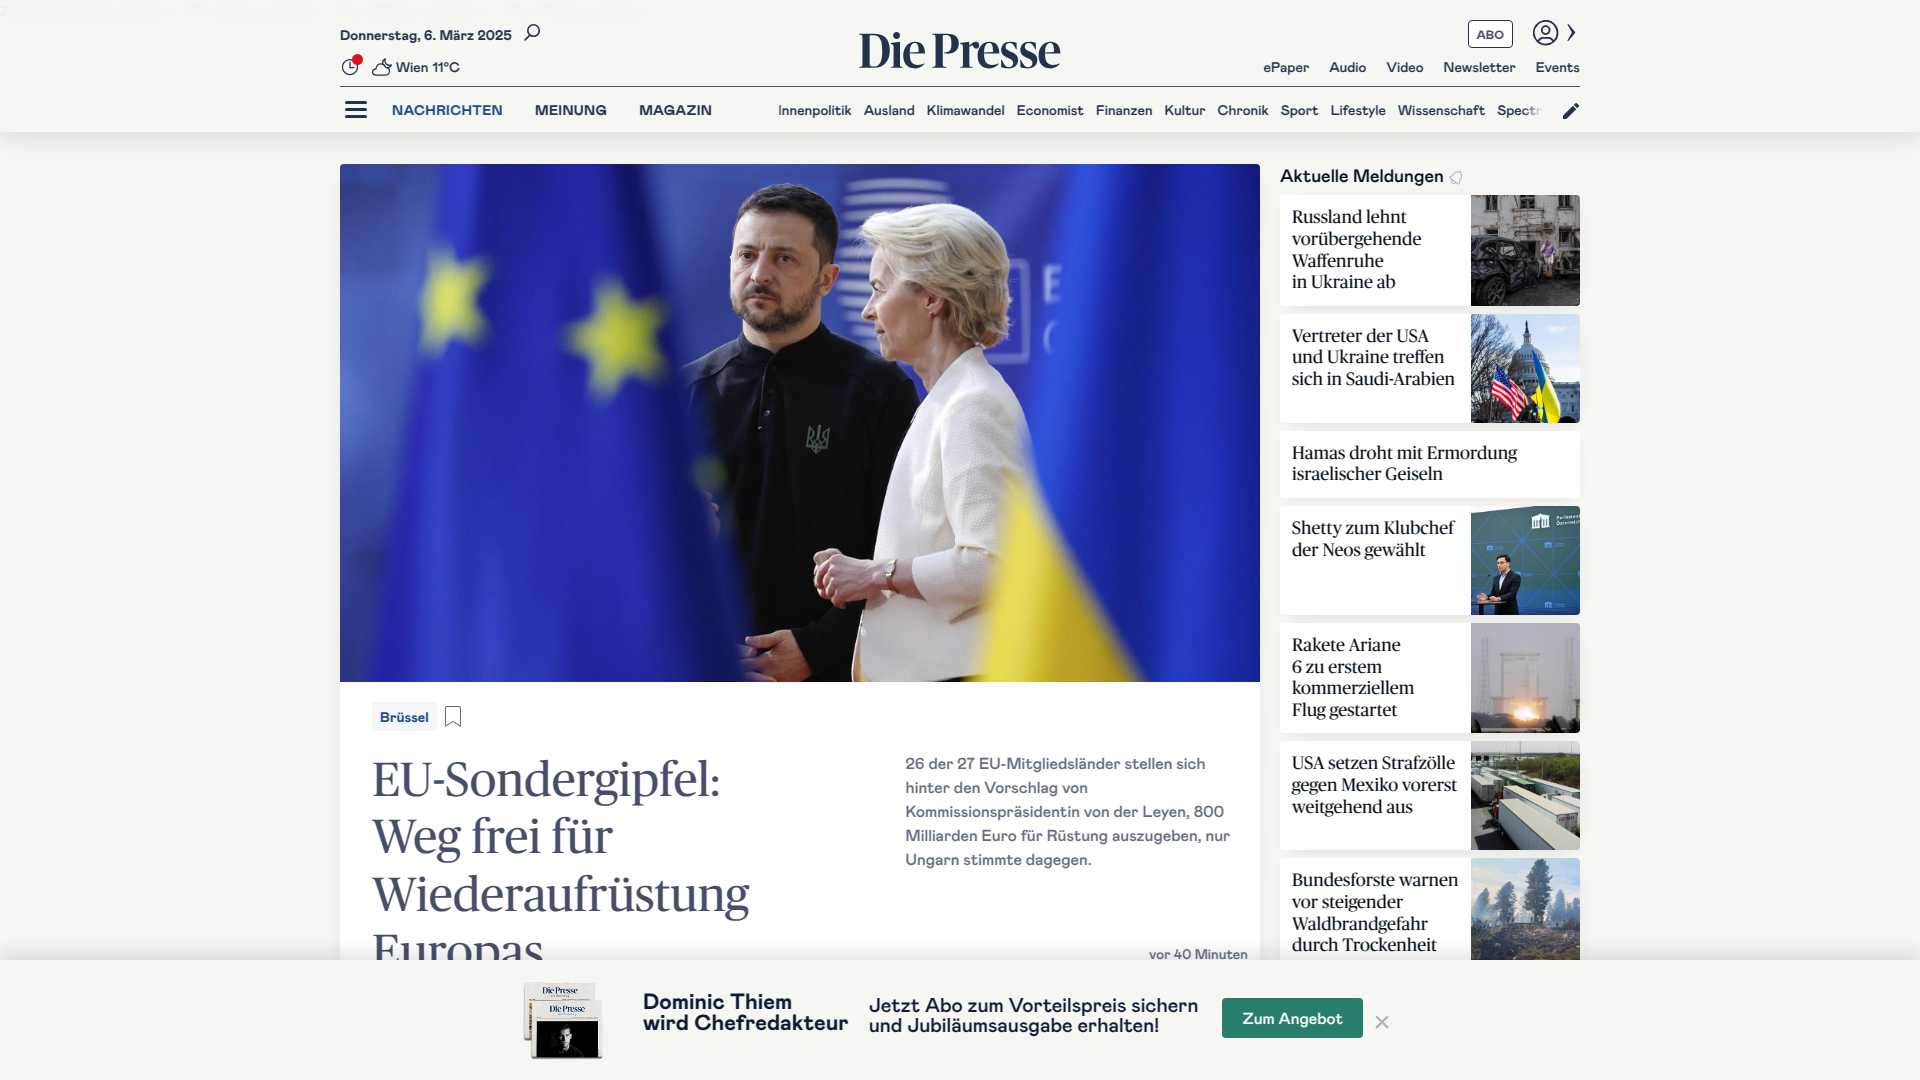 Donnerstag, 6. März 2025
Die Presse
ABO
Wien 11°C
ePaper Audio Video Newsletter Events
NACHRICHTEN MEINUNG MAGAZIN
Innenpolitik Ausland Klimawandel Economist Finanzen Kultur Chronik Sport Lifestyle Wissenschaft Spectr
Brüssel
EU-Sondergipfel:
Weg frei für
Wiederaufrüstung
Europas
26 der 27 EU-Mitgliedsländer stellen sich
hinter den Vorschlag von
Kommissionspräsidentin von der Leyen, 800
Milliarden Euro für Rüstung auszugeben, nur
Ungarn stimmte dagegen.
vor 40 Minuten
Aktuelle Meldungen
Russland lehnt
vorübergehende
Waffenruhe
in Ukraine ab
Vertreter der USA
und Ukraine treffen
sich in Saudi-Arabien
Hamas droht mit Ermordung
israelischer Geiseln
Shetty zum Klubchef
der Neos gewählt
Rakete Ariane
6 zu erstem
kommerziellem
Flug gestartet
USA setzen Strafzölle
gegen Mexiko vorerst
weitgehend aus
Bundesforste warnen
vor steigender
Waldbrandgefahr
durch Trockenheit
Die Presse
Die Presse
Dominic Thiem
wird Chefredakteur
Jetzt Abo zum Vorteilspreis sichern
und Jubiläumsausgabe erhalten!
Zum Angebot